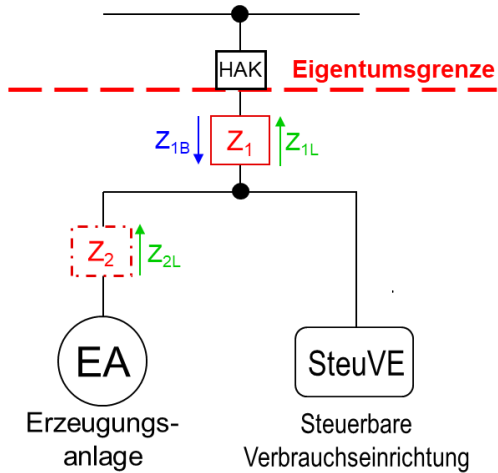 HAK
Eigentumsgrenze
Z1B
Z1
Z1L
Z2
Z2L
EA
SteuVE
Erzeugungs-
anlage
Steuerbare
Verbrauchseinrichtung